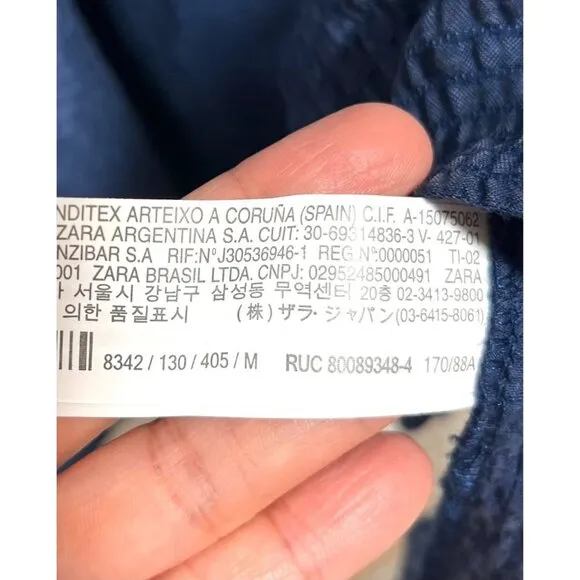 NDITEX ARTEIXO A CORUÑA (SPAIN) C.I.F. A-15075062
ZARA ARGENTINA S.A. CUIT: 30-69314836-3 V- 427-01
NZIBAR S.A RIF:NºJ30536946-1 REG.Nº:0000051 TI-02
001 ZARA BRASIL LTDA. CNPJ: 02952485000491 ZARA
서울시 강남구 삼성동 무역센터 20층 02-3413-9800
의한 품질표시 (株) ザラ・ジャパン (03-6415-8061)
8342 / 130 / 405 / M RUC 80089348-4 170/88A